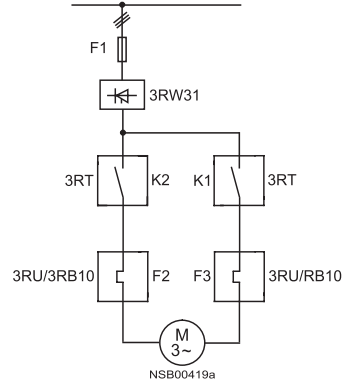 F1
3RW31
3RT K2 K1 3RT
3RU/3RB10 F2 F3 3RU/RB10
M
3~
NSB00419a